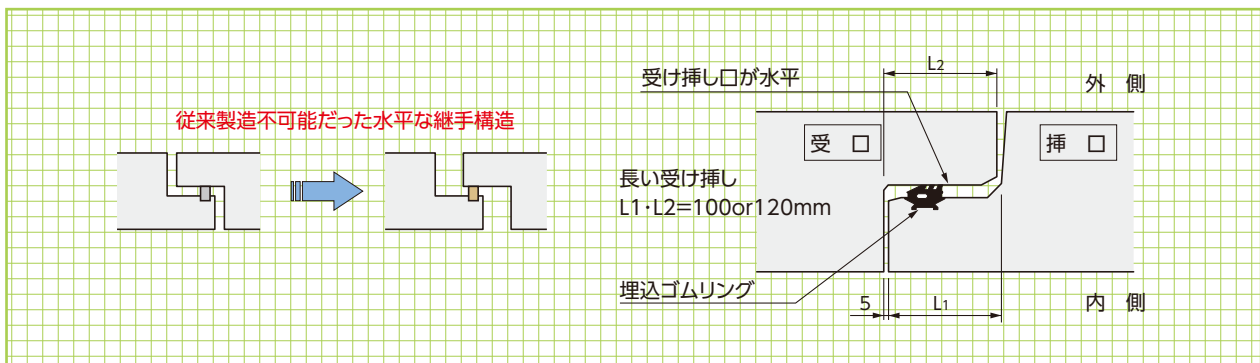 従来製造不可能だった水平な継手構造
受け挿し口が水平
L2
外 側
受 口
挿 口
長い受け挿し
L1・L2=100or120mm
埋込ゴムリング
5
L1
内 側